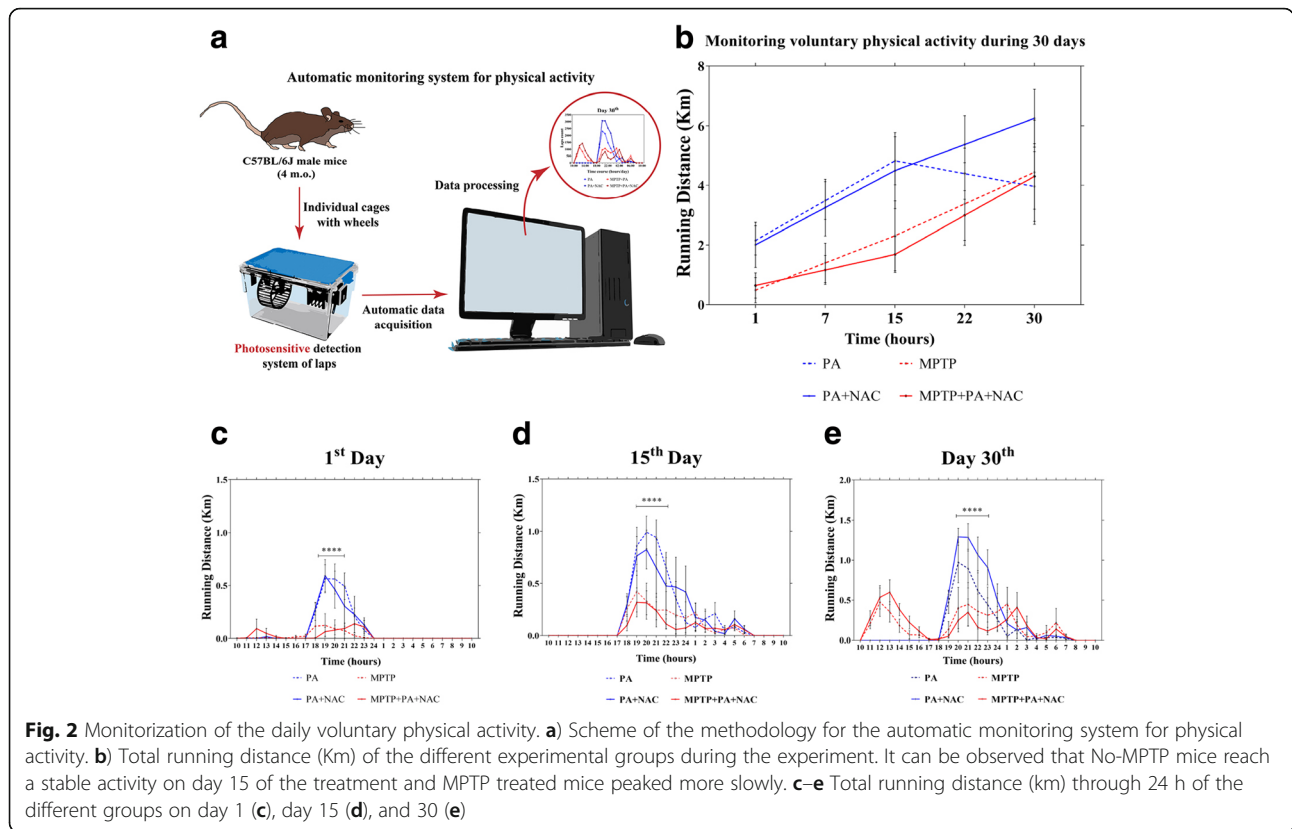 a
Automatic monitoring system for physical activity
C57BL/6J male mice
(4 m.o.)
Individual cages
with wheels
Photosensitive detection
system of laps
Automatic data
acquisition
Data processing
Day 30th
PA
MPTP+PA
PA+NAC
MPTP+PA+NAC
b
Monitoring voluntary physical activity during 30 days
Running Distance (Km)
8
6
4
2
0
1 7 15 22 30
Time (hours)
PA MPTP
PA+NAC MPTP+PA+NAC
c
1st Day
Running Distance (Km)
1.5
1.0
0.5
0.0
****
10 11 12 13 14 15 16 17 18 19 20 21 22 23 24 1 2 3 4 5 6 7 8 9 10
Time (hours)
PA MPTP
PA+NAC MPTP+PA+NAC
d
15th Day
Running Distance (Km)
1.5
1.0
0.5
0.0
****
10 11 12 13 14 15 16 17 18 19 20 21 22 23 24 1 2 3 4 5 6 7 8 9 10
Time (hours)
PA MPTP
PA+NAC MPTP+PA+NAC
e
Day 30th
Running Distance (Km)
2.0
1.5
1.0
0.5
0.0
****
10 11 12 13 14 15 16 17 18 19 20 21 22 23 24 1 2 3 4 5 6 7 8 9 10
Time (hours)
PA MPTP
PA+NAC MPTP+PA+NAC
Fig. 2 Monitorization of the daily voluntary physical activity. a) Scheme of the methodology for the automatic monitoring system for physical
activity. b) Total running distance (Km) of the different experimental groups during the experiment. It can be observed that No-MPTP mice reach
a stable activity on day 15 of the treatment and MPTP treated mice peaked more slowly. c–e Total running distance (km) through 24 h of the
different groups on day 1 (c), day 15 (d), and 30 (e)